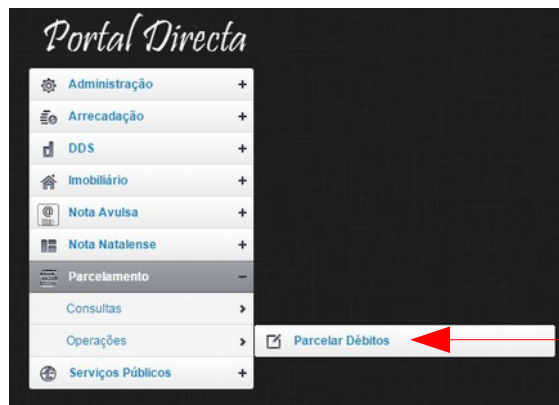 Portal Directa
Administração +
Arrecadação +
DDS +
Imobiliário +
Nota Avulsa +
Nota Natalense +
Parcelamento –
Consultas
Operações
Parcelar Débitos
Serviços Públicos +